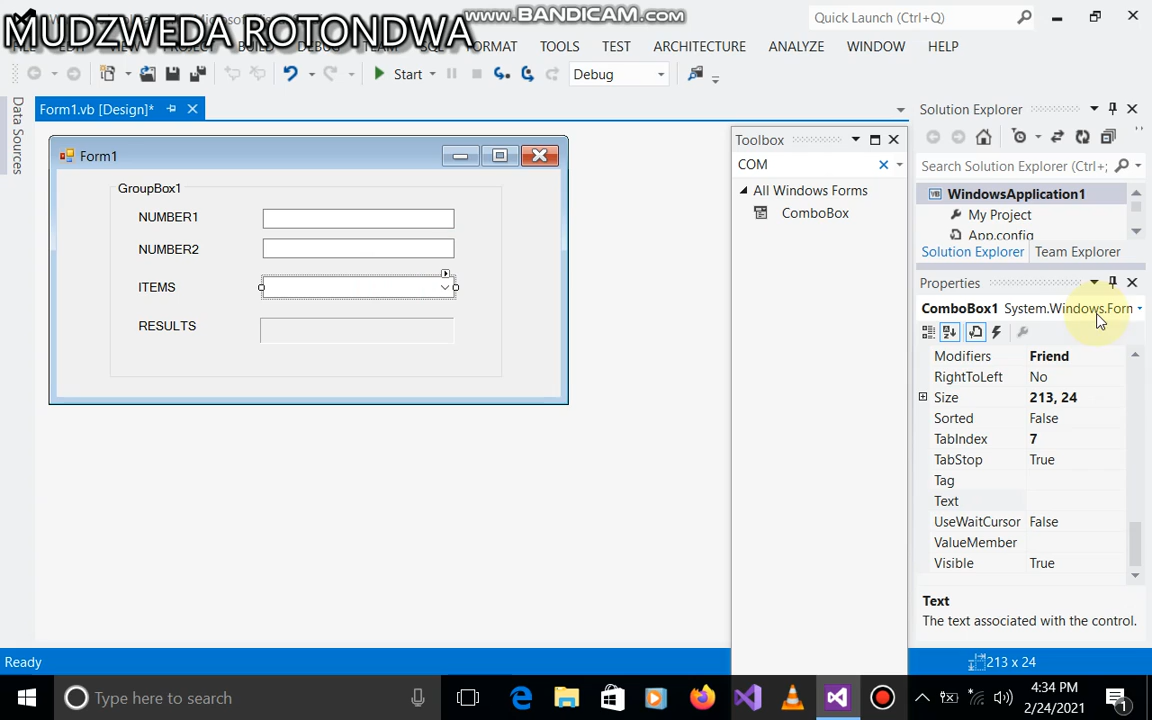 www.BANDICAM.com
MUDZWEDA ROTONDWA
Quick Launch (Ctrl+Q)
FORMAT TOOLS TEST ARCHITECTURE ANALYZE WINDOW HELP
Start Debug
Data Sources
Form1.vb [Design]*
Form1
GroupBox1
NUMBER1
NUMBER2
ITEMS
RESULTS
Toolbox
COM
All Windows Forms
ComboBox
Solution Explorer
Search Solution Explorer (Ctrl+;
WindowsApplication1
My Project
App.config
Solution Explorer Team Explorer
Properties
ComboBox1 System.Windows.Forn
Modifiers Friend
RightToLeft No
Size 213, 24
Sorted False
TabIndex 7
TabStop True
Tag
Text
UseWaitCursor False
ValueMember
Visible True
Text
The text associated with the control.
Ready 213 x 24
Type here to search
4:34 PM
2/24/2021
1